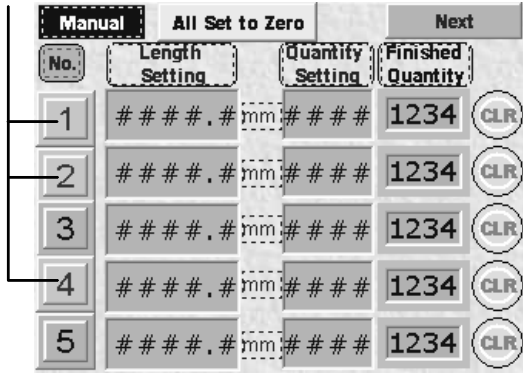 Manual All Set to Zero Next
No. Length Setting Quantity Setting Finished Quantity
1 ####.# mm #### 1234 CLR
2 ####.# mm #### 1234 CLR
3 ####.# mm #### 1234 CLR
4 ####.# mm #### 1234 CLR
5 ####.# mm #### 1234 CLR